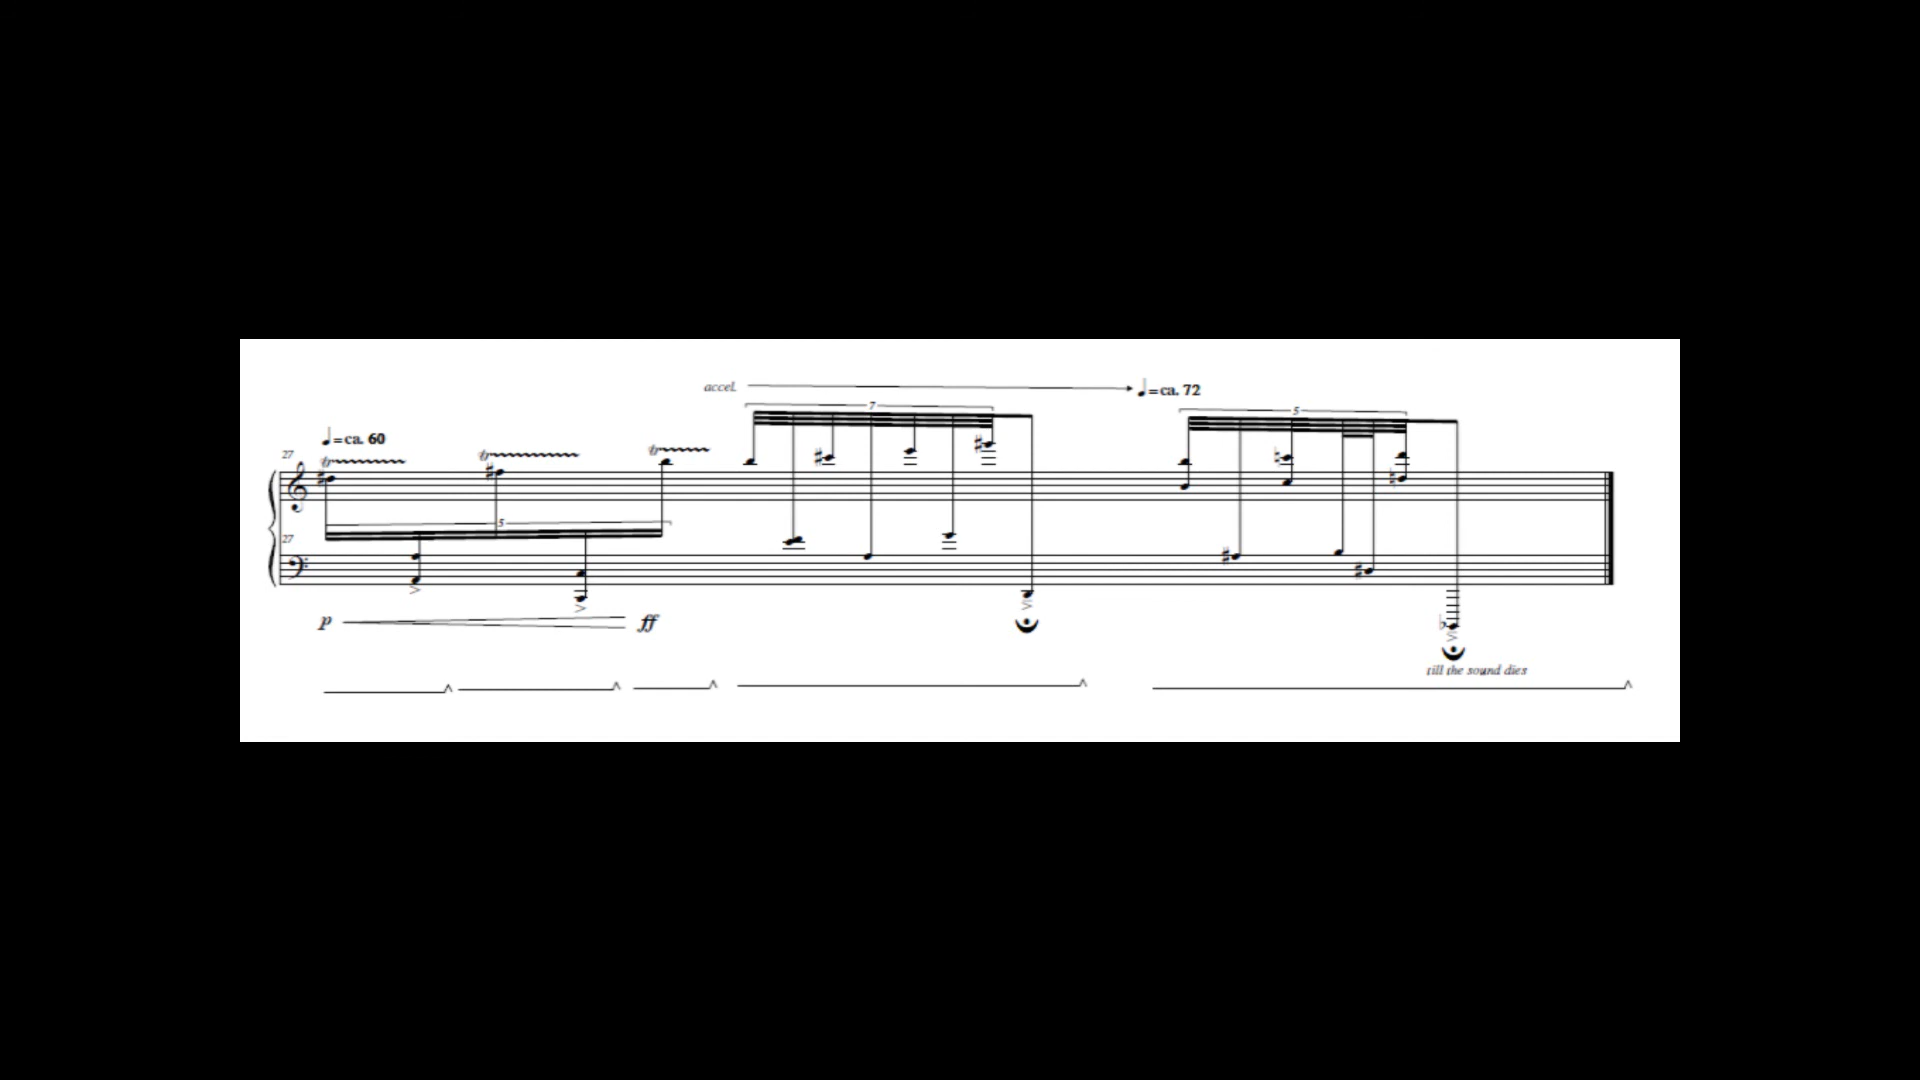 accel.
♩=ca. 72
7
5
♩=ca. 60
27
tr
tr
tr
5
27
p
ff
till the sound dies